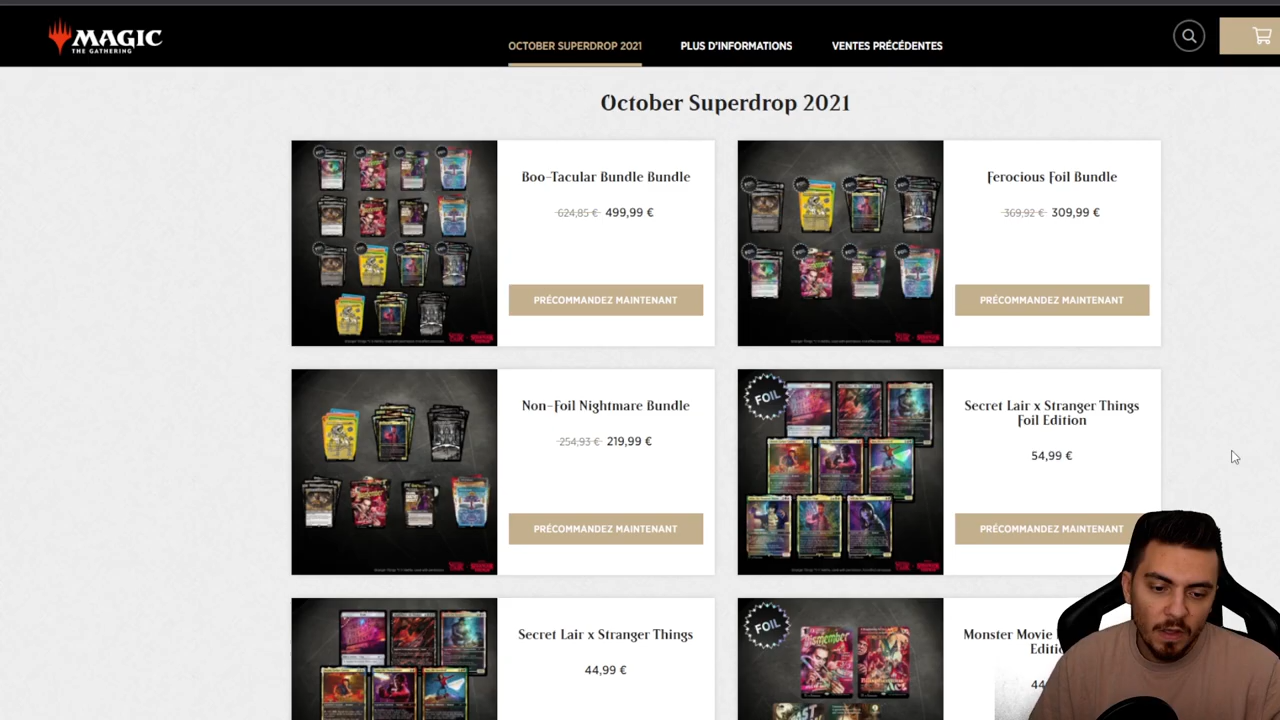 MAGIC
THE GATHERING
OCTOBER SUPERDROP 2021
PLUS D'INFORMATIONS
VENTES PRÉCÉDENTES
October Superdrop 2021
Boo-Tacular Bundle Bundle
624,85 € 499,99 €
PRÉCOMMANDEZ MAINTENANT
Ferocious Foil Bundle
369,92 € 309,99 €
PRÉCOMMANDEZ MAINTENANT
Non-Foil Nightmare Bundle
254,93 € 219,99 €
PRÉCOMMANDEZ MAINTENANT
FOIL
Secret Lair x Stranger Things
Foil Edition
54,99 €
PRÉCOMMANDEZ MAINTENANT
Secret Lair x Stranger Things
44,99 €
FOIL
Dismember
Monster Movie
44